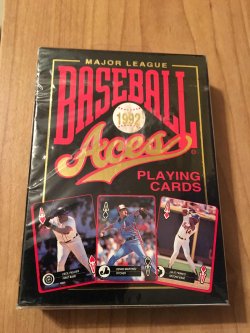 MAJOR LEAGUE
BASEBALL
1992
Aces
PLAYING
CARDS
A
A
A